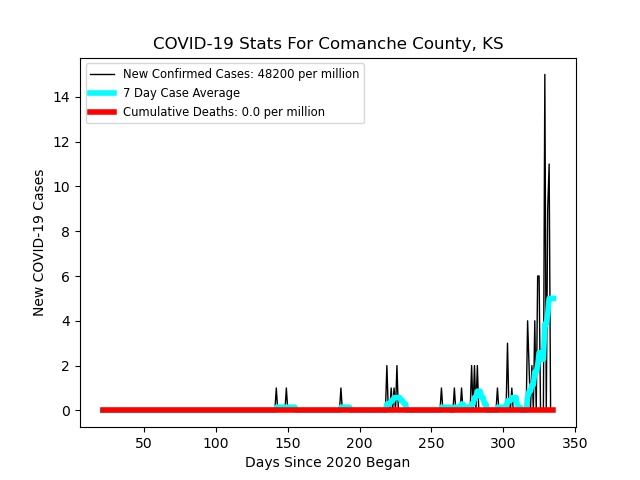 COVID-19 Stats For Comanche County, KS
New Confirmed Cases: 48200 per million
7 Day Case Average
Cumulative Deaths: 0.0 per million
New COVID-19 Cases
14
12
10
8
6
4
2
0
50 100 150 200 250 300 350
Days Since 2020 Began